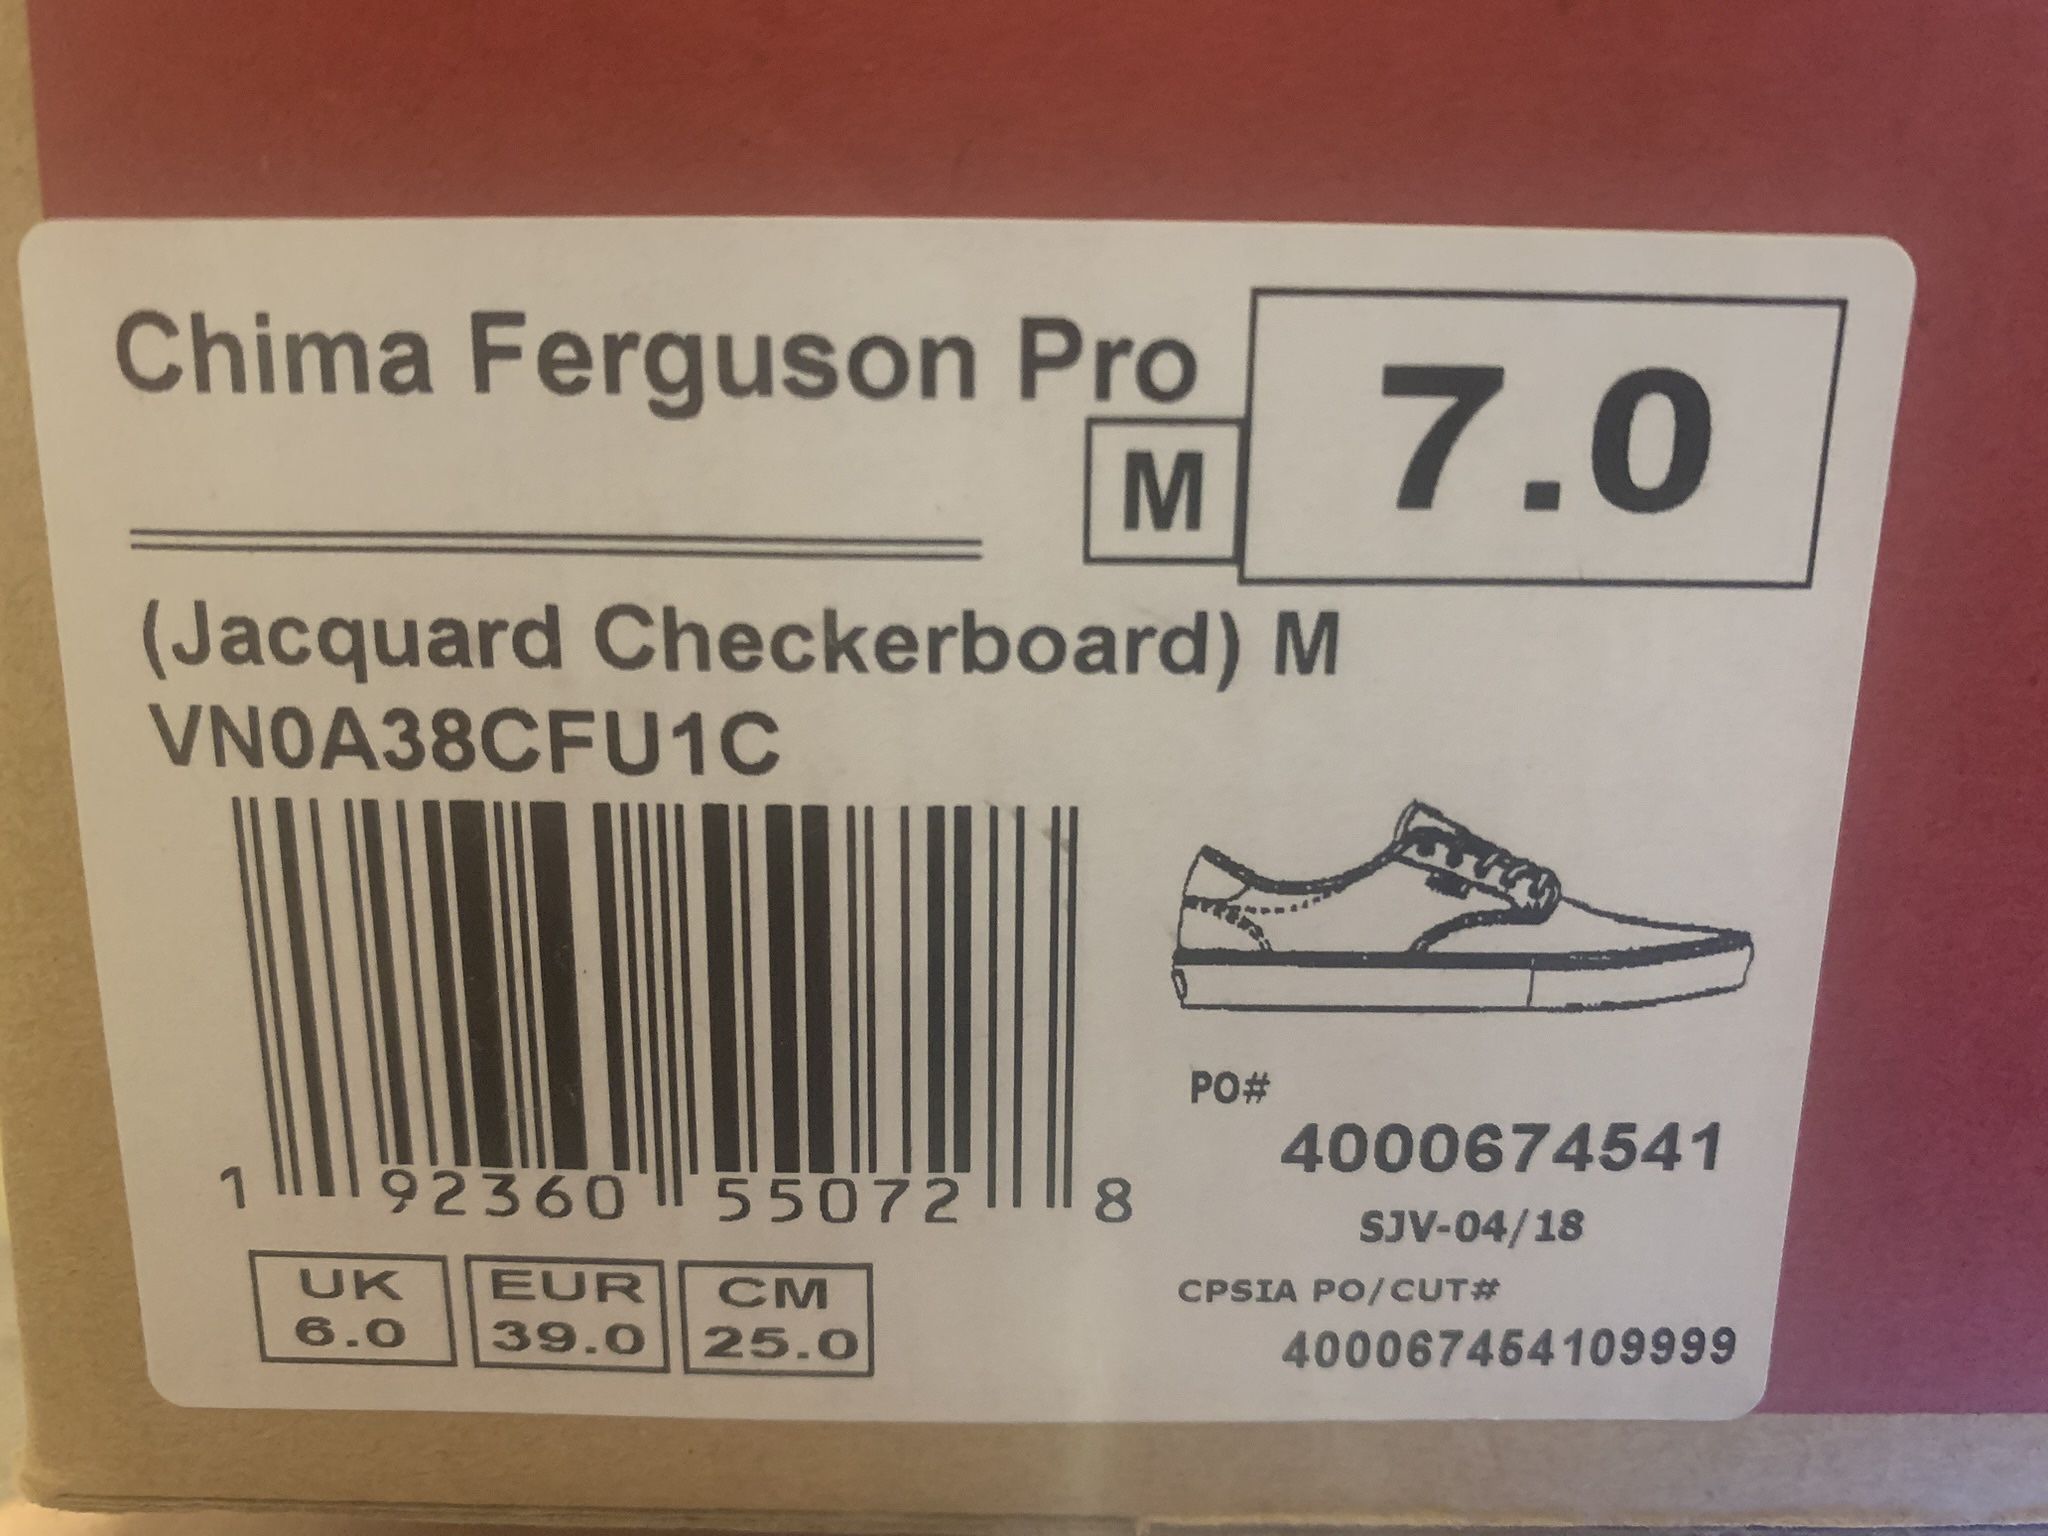 Chima Ferguson Pro
M
7.0
(Jacquard Checkerboard) M
VN0A38CFU1C
1 92360 55072 8
PO#
4000674541
SJV-04/18
CPSIA PO/CUT#
400067454109999
UK
6.0
EUR
39.0
CM
25.0